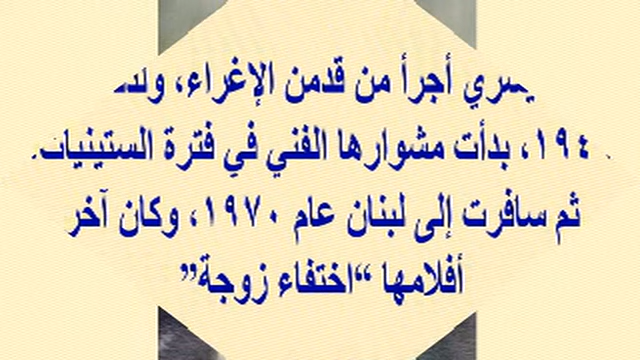 أجرأ من قدمن الإغراء،
بدأت مشوارها الفني في فترة الستينيات
ثم سافرت إلى لبنان عام ١٩٧٠، وكان آخر
أفلامها “اختفاء زوجة”